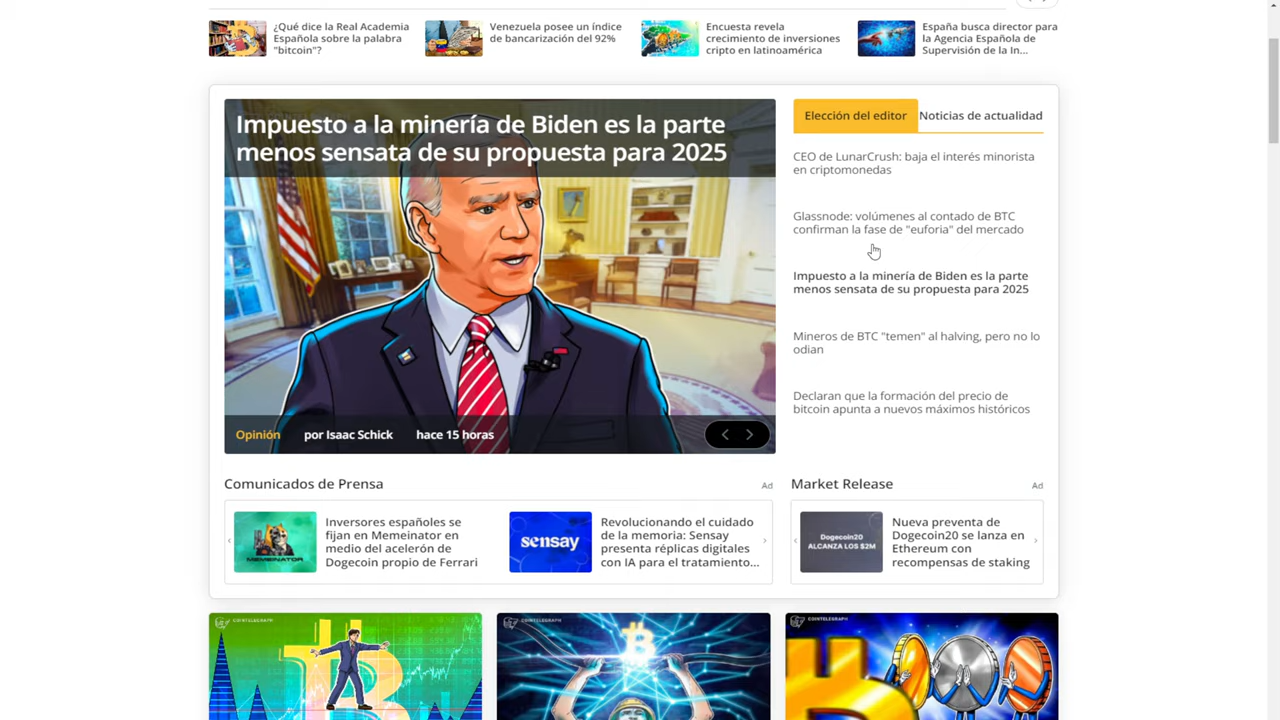 ¿Qué dice la Real Academia
Española sobre la palabra
"bitcoin"?
Venezuela posee un índice
de bancarización del 92%
Encuesta revela
crecimiento de inversiones
cripto en latinoamérica
España busca director para
la Agencia Española de
Supervisión de la In...
Impuesto a la minería de Biden es la parte
menos sensata de su propuesta para 2025
Opinión por Isaac Schick hace 15 horas
Elección del editor Noticias de actualidad
CEO de LunarCrush: baja el interés minorista
en criptomonedas
Glassnode: volúmenes al contado de BTC
confirman la fase de "euforia" del mercado
Impuesto a la minería de Biden es la parte
menos sensata de su propuesta para 2025
Mineros de BTC "temen" al halving, pero no lo
odian
Declaran que la formación del precio de
bitcoin apunta a nuevos máximos históricos
Comunicados de Prensa Ad
MEMEINATOR
Inversores españoles se
fijan en Memeinator en
medio del acelerón de
Dogecoin propio de Ferrari
sensay
Revolucionando el cuidado
de la memoria: Sensay
presenta réplicas digitales
con IA para el tratamiento...
Market Release Ad
Dogecoin20
ALCANZA LOS $2M
Nueva preventa de
Dogecoin20 se lanza en
Ethereum con
recompensas de staking
COINTELEGRAPH
COINTELEGRAPH
COINTELEGRAPH